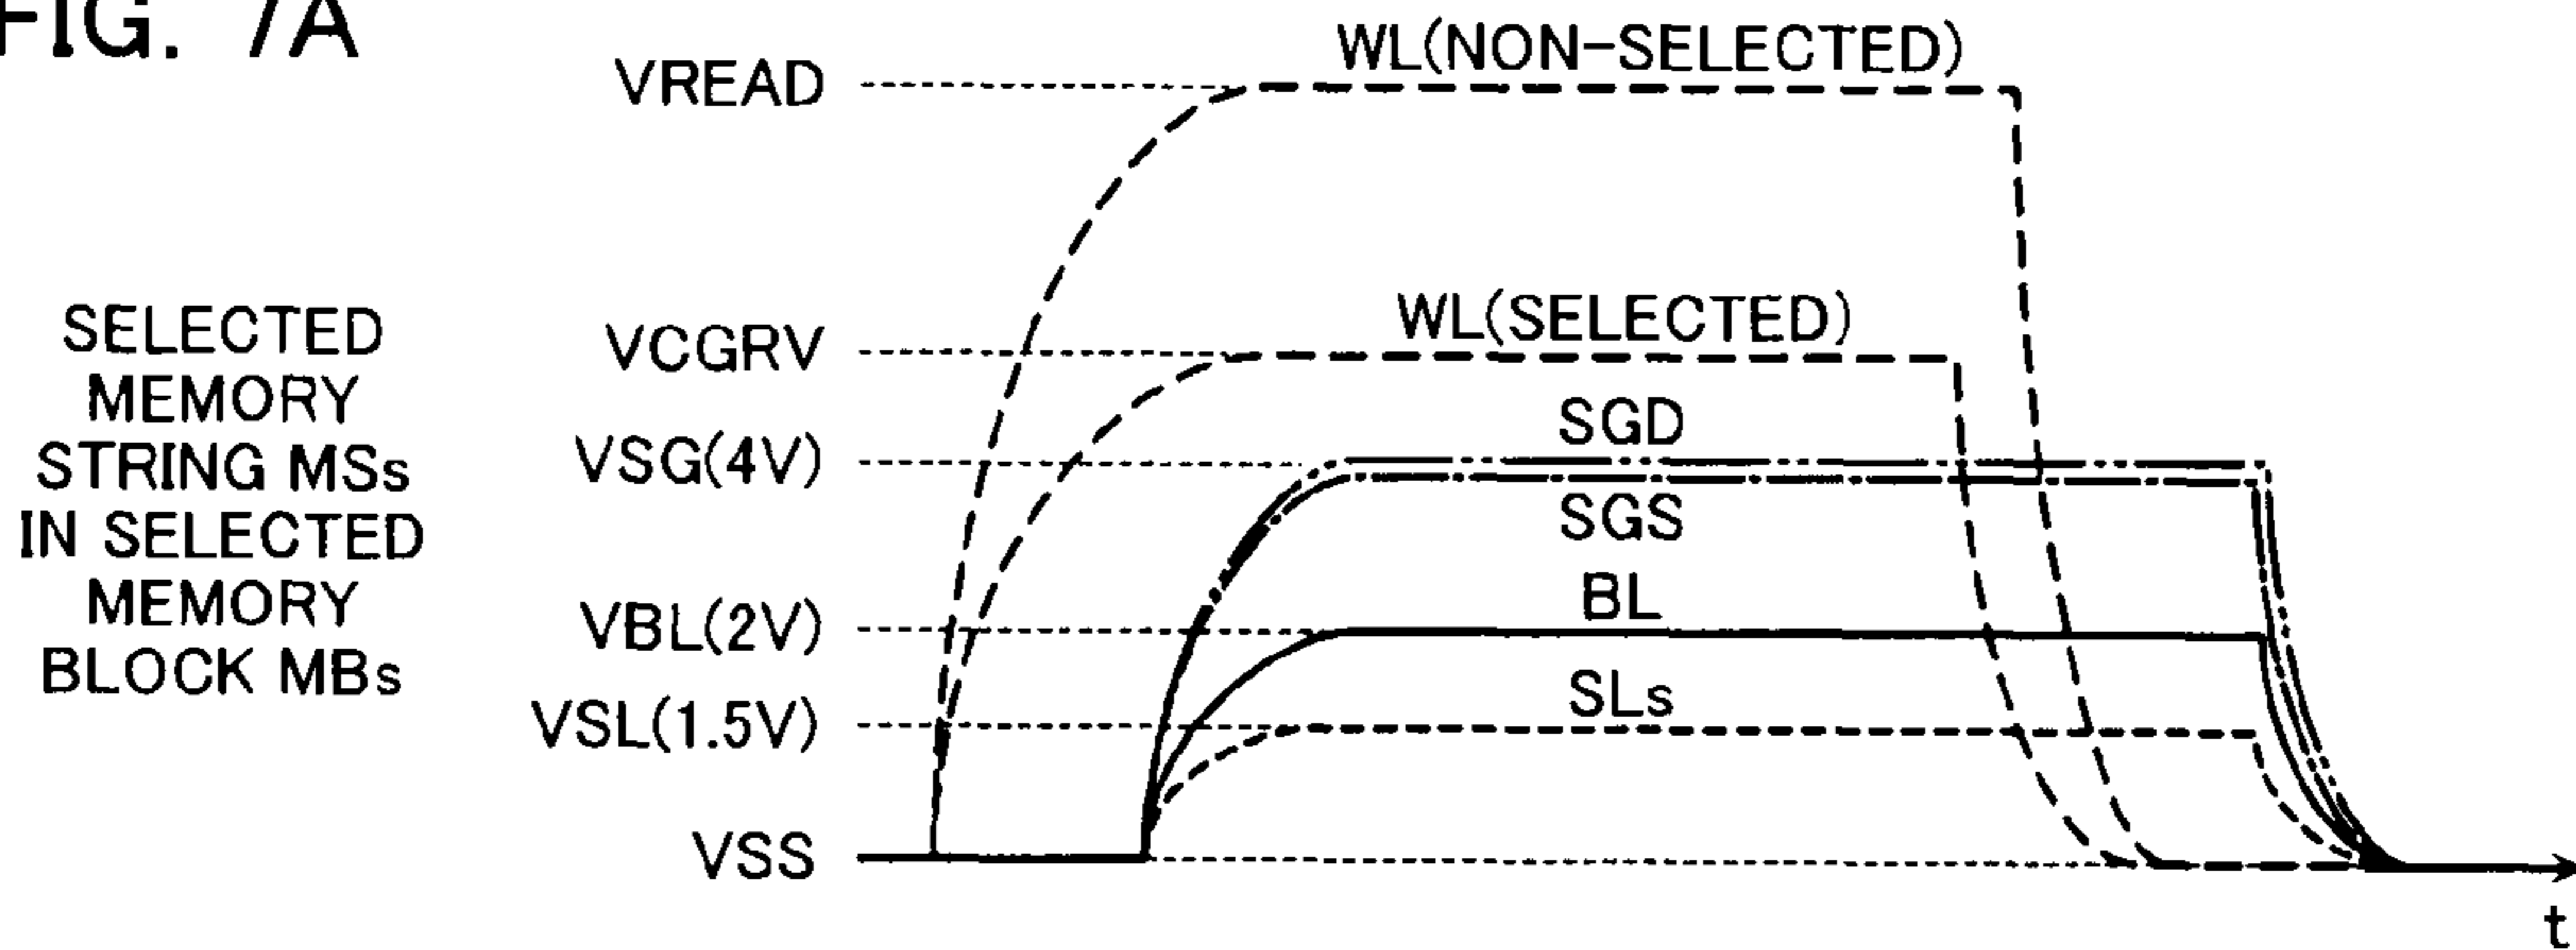 FIG. 7A
WL(NON-SELECTED)
VREAD
WL(SELECTED)
VCGRV
SELECTED
MEMORY
STRING MSs
IN SELECTED
MEMORY
BLOCK MBs
SGD
VSG(4V)
SGS
BL
VBL(2V)
SLs
VSL(1.5V)
VSS
t